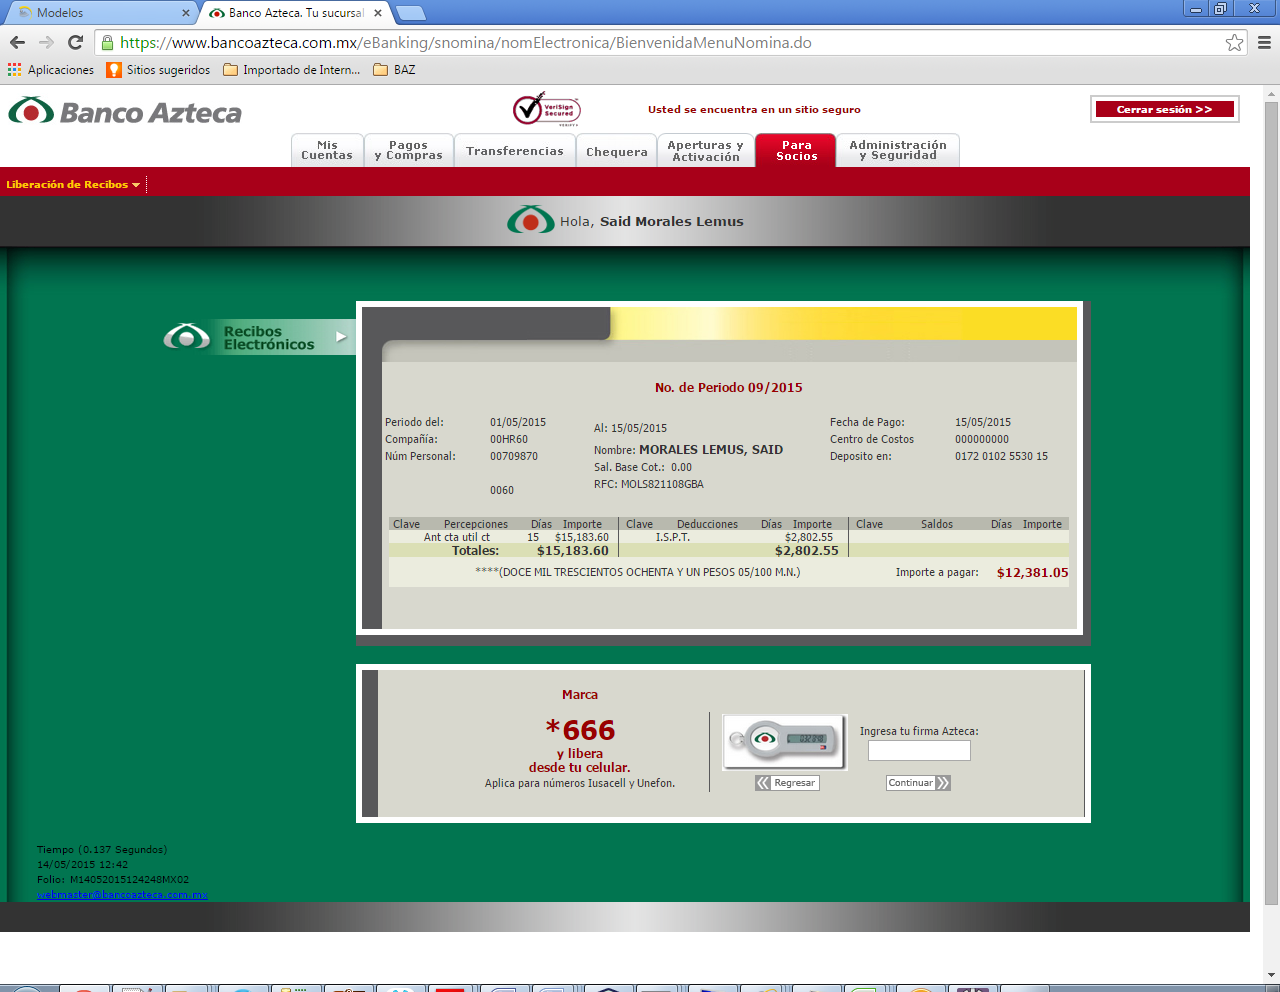 Modelos
Banco Azteca. Tu sucursal
https://www.bancoazteca.com.mx/eBanking/snomina/nomElectronica/BienvenidaMenuNomina.do
Aplicaciones Sitios sugeridos Importado de Intern... BAZ
Banco Azteca
VeriSign Secured
VERIFY
Usted se encuentra en un sitio seguro
Cerrar sesión >>
Mis Cuentas
Pagos y Compras
Transferencias
Chequera
Aperturas y Activación
Para Socios
Administración y Seguridad
Liberación de Recibos
Hola, Said Morales Lemus
Recibos
Electrónicos
No. de Periodo 09/2015
Periodo del: 01/05/2015 Al: 15/05/2015 Fecha de Pago: 15/05/2015
Compañía: 00HR60 Nombre: MORALES LEMUS, SAID Centro de Costos 000000000
Núm Personal: 00709870 Sal. Base Cot.: 0.00 Deposito en: 0172 0102 5530 15
0060 RFC: MOLS821108GBA
Clave Percepciones Días Importe Clave Deducciones Días Importe Clave Saldos Días Importe
Ant cta util ct 15 $15,183.60 I.S.P.T. $2,802.55
Totales: $15,183.60 $2,802.55
****(DOCE MIL TRESCIENTOS OCHENTA Y UN PESOS 05/100 M.N.) Importe a pagar: $12,381.05
Marca
*666
y libera
desde tu celular.
Aplica para números Iusacell y Unefon.
Ingresa tu firma Azteca:
Regresar
Continuar
Tiempo (0.137 Segundos)
14/05/2015 12:42
Folio: M14052015124248MX02
webmaster@bancoazteca.com.mx